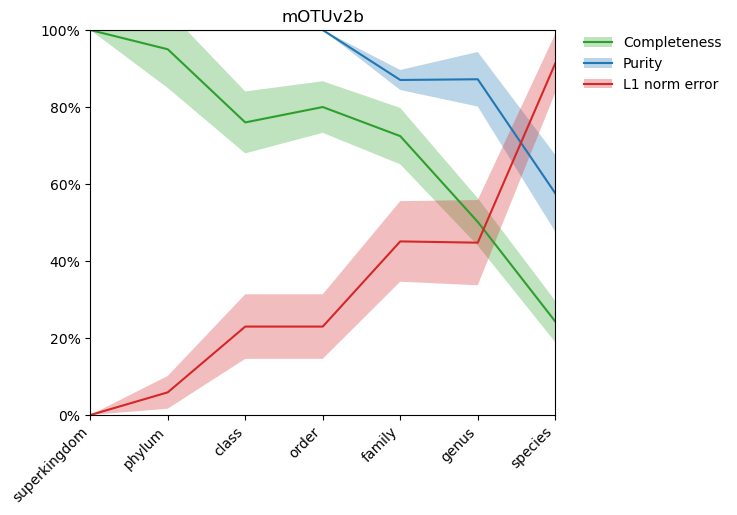 mOTUv2b
100%
80%
60%
40%
20%
0%
superkingdom
phylum
class
order
family
genus
species
Completeness
Purity
L1 norm error